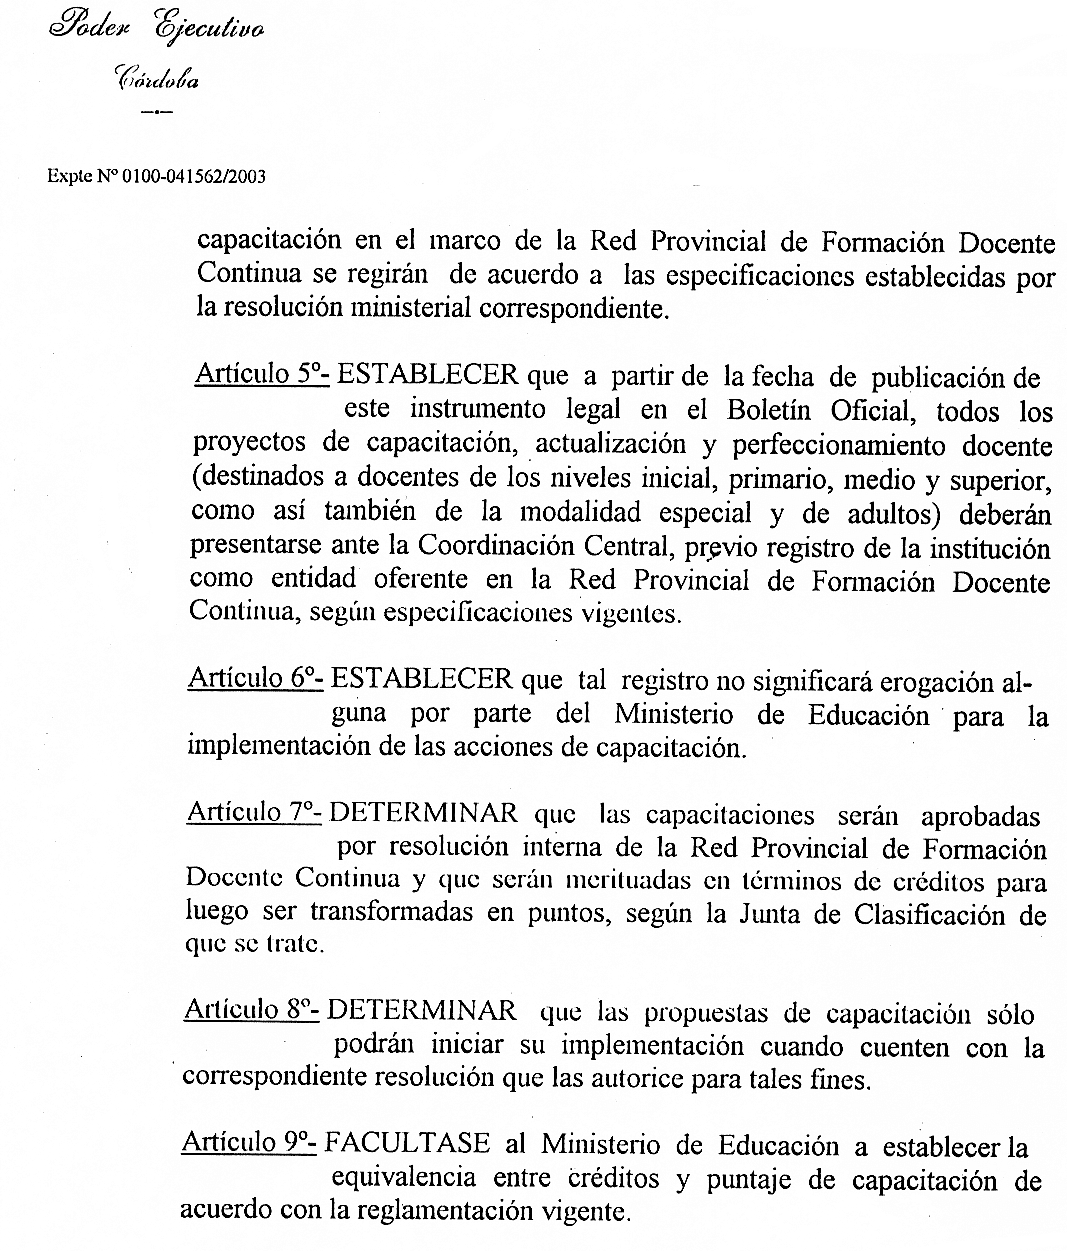 Poder Ejecutivo
Córdoba
Expte Nº 0100-041562/2003
capacitación en el marco de la Red Provincial de Formación Docente
Continua se regirán de acuerdo a las especificaciones establecidas por
la resolución ministerial correspondiente.
Artículo 5º- ESTABLECER que a partir de la fecha de publicación de
este instrumento legal en el Boletín Oficial, todos los
proyectos de capacitación, actualización y perfeccionamiento docente
(destinados a docentes de los niveles inicial, primario, medio y superior,
como así también de la modalidad especial y de adultos) deberán
presentarse ante la Coordinación Central, previo registro de la institución
como entidad oferente en la Red Provincial de Formación Docente
Continua, según especificaciones vigentes.
Artículo 6º- ESTABLECER que tal registro no significará erogación al-
guna por parte del Ministerio de Educación para la
implementación de las acciones de capacitación.
Artículo 7º- DETERMINAR que las capacitaciones serán aprobadas
por resolución interna de la Red Provincial de Formación
Docente Continua y que serán merituadas en términos de créditos para
luego ser transformadas en puntos, según la Junta de Clasificación de
que se trate.
Artículo 8º- DETERMINAR que las propuestas de capacitación sólo
podrán iniciar su implementación cuando cuenten con la
correspondiente resolución que las autorice para tales fines.
Artículo 9º- FACULTASE al Ministerio de Educación a establecer la
equivalencia entre créditos y puntaje de capacitación de
acuerdo con la reglamentación vigente.